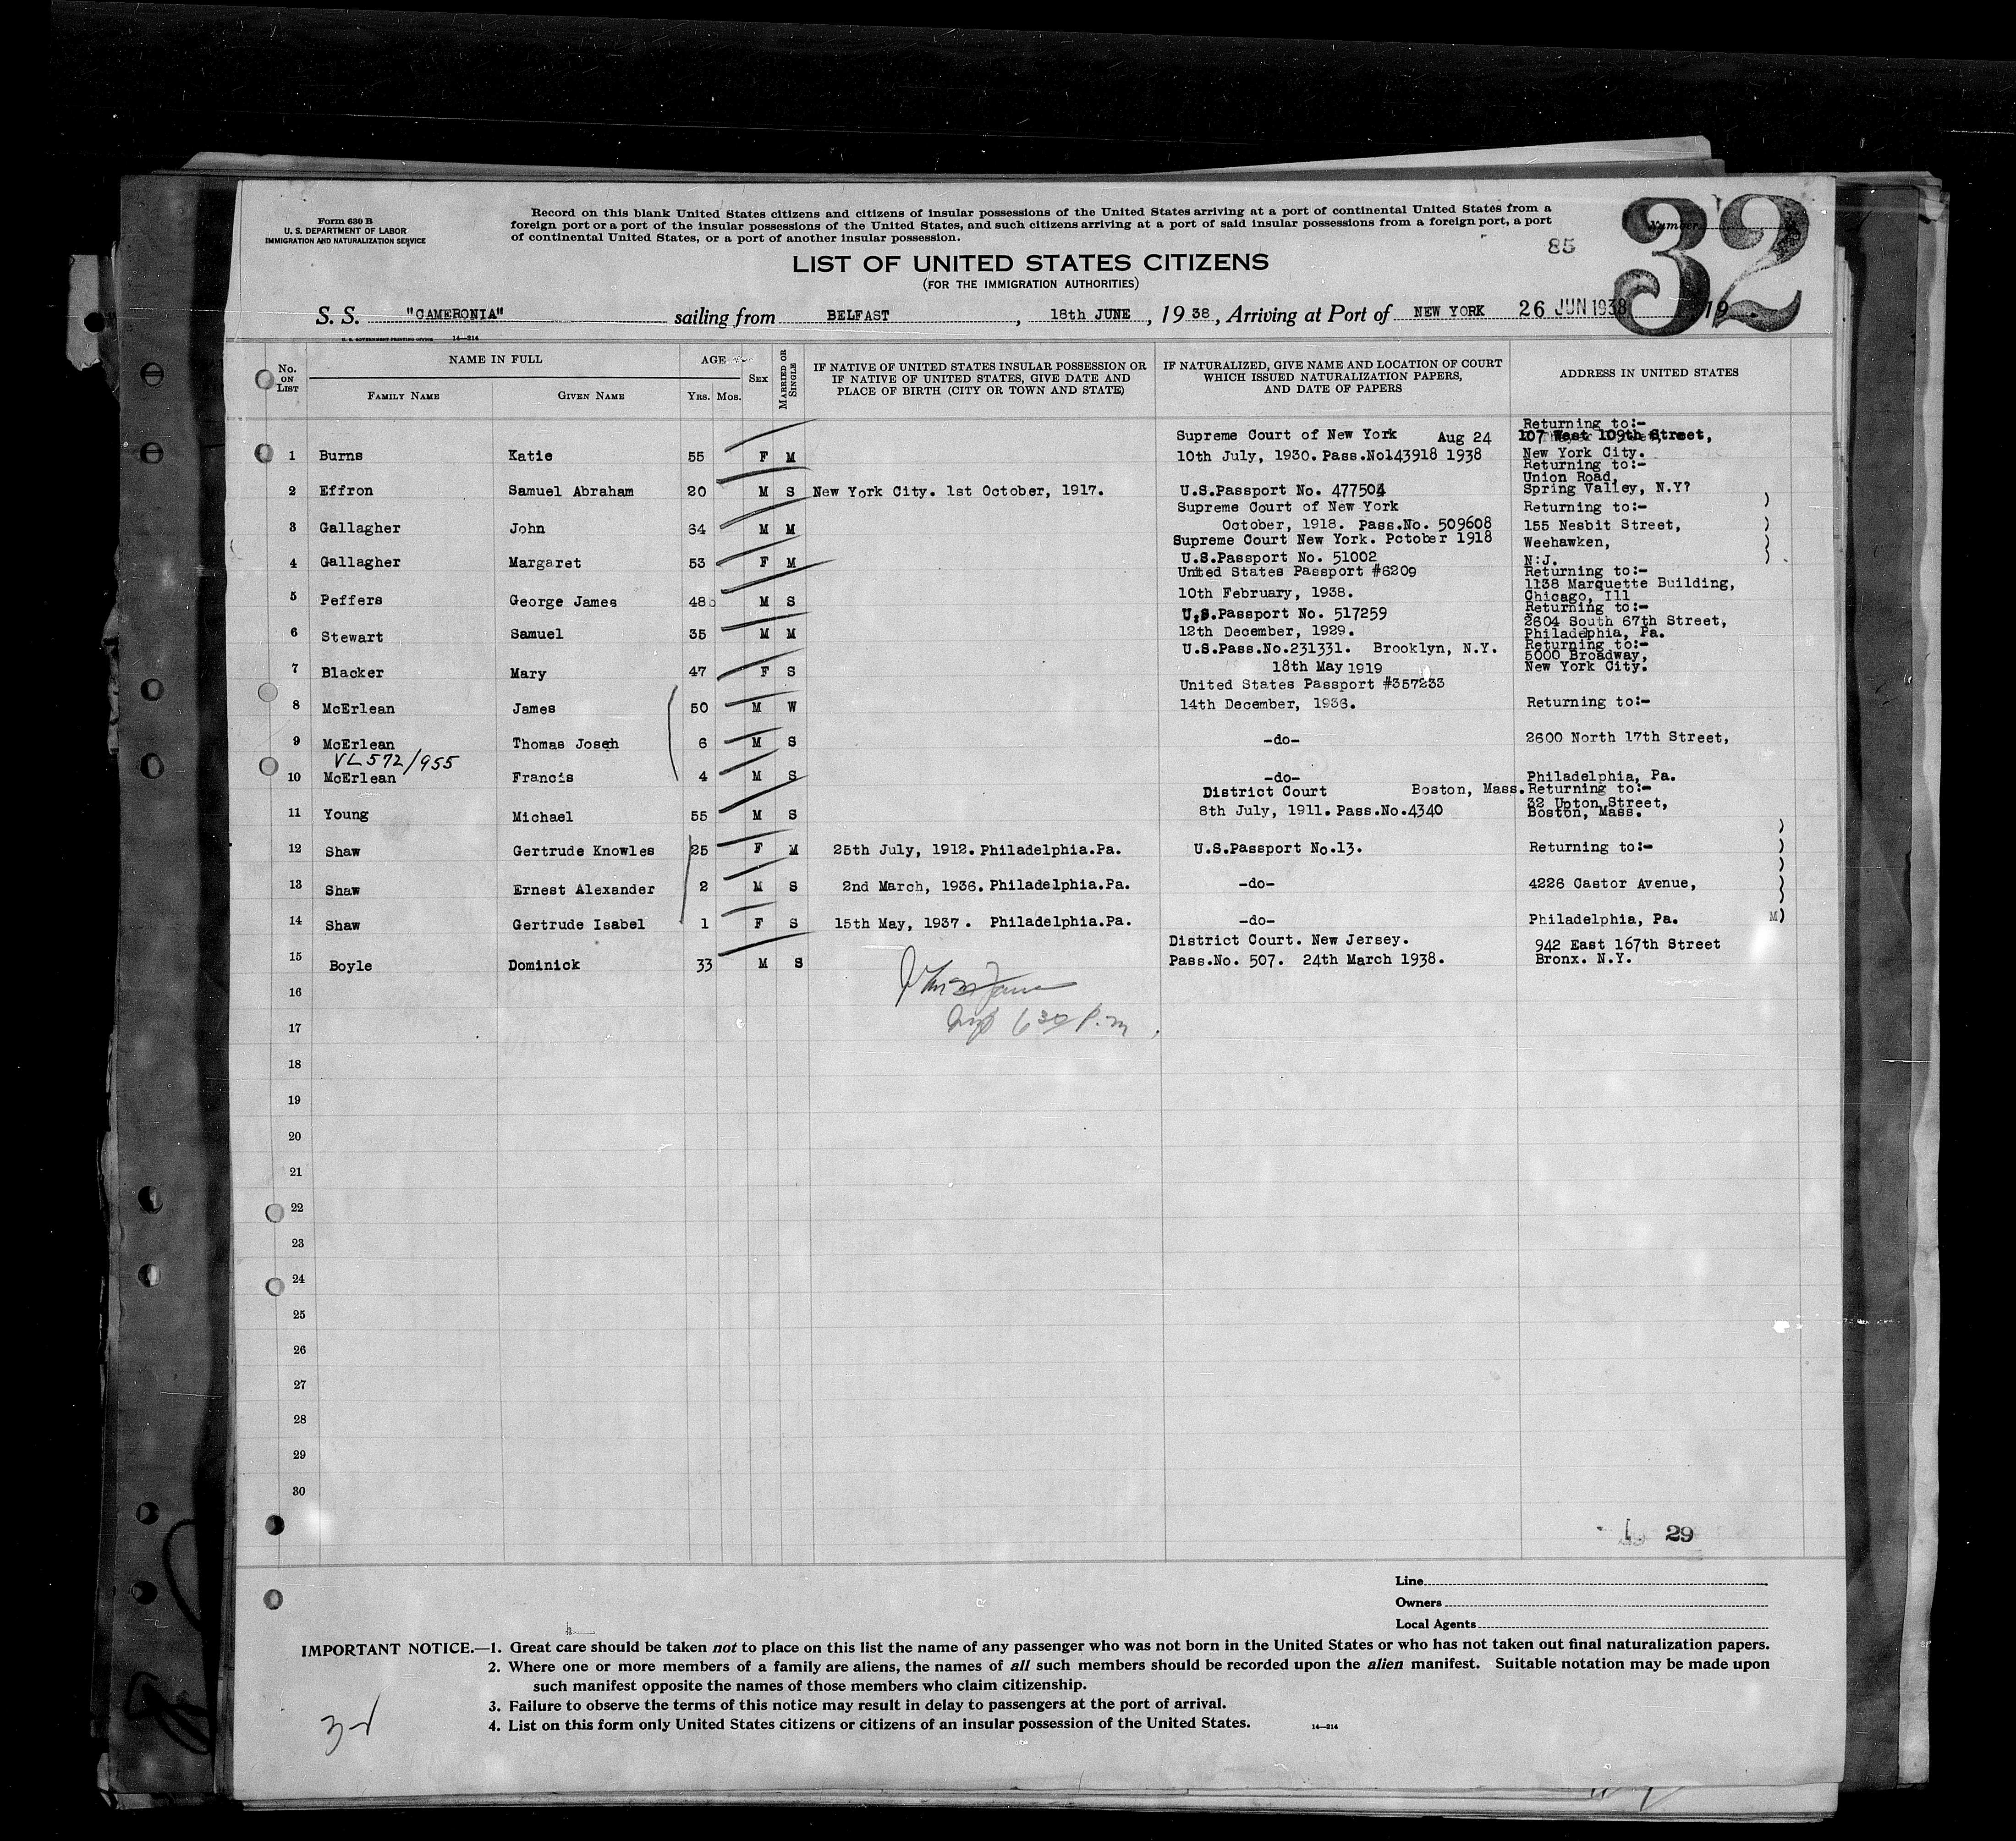 Form 630 B
U. S. DEPARTMENT OF LABOR
IMMIGRATION AND NATURALIZATION SERVICE
Record on this blank United States citizens and citizens of insular possessions of the United States arriving at a port of continental United States from a
foreign port or a port of the insular possessions of the United States, and such citizens arriving at a port of said insular possessions from a foreign port, a port
of continental United States, or a port of another insular possession.
Number
85
32
LIST OF UNITED STATES CITIZENS
(FOR THE IMMIGRATION AUTHORITIES)
S. S. "CAMERONIA" sailing from BELFAST, 18th JUNE, 19 38, Arriving at Port of NEW YORK 26 JUN 1938 19
U. S. GOVERNMENT PRINTING OFFICE 14—214
No. ON LIST
NAME IN FULL
FAMILY NAME
GIVEN NAME
AGE
YRS. MOS.
SEX
MARRIED OR SINGLE
IF NATIVE OF UNITED STATES INSULAR POSSESSION OR
IF NATIVE OF UNITED STATES, GIVE DATE AND
PLACE OF BIRTH (CITY OR TOWN AND STATE)
IF NATURALIZED, GIVE NAME AND LOCATION OF COURT
WHICH ISSUED NATURALIZATION PAPERS,
AND DATE OF PAPERS
ADDRESS IN UNITED STATES
Returning to:-
Supreme Court of New York Aug 24 107 West 109th Street,
1 Burns Katie 55 F M 10th July, 1930. Pass.No143918 1938 New York City.
Returning to:-
Union Road,
2 Effron Samuel Abraham 20 M S New York City. 1st October, 1917. U.S.Passport No. 477504 Spring Valley, N.Y?
Supreme Court of New York Returning to:-
3 Gallagher John 34 M M October, 1918. Pass.No. 509608 155 Nesbit Street,
Supreme Court New York. Pctober 1918 Weehawken,
4 Gallagher Margaret 53 F M U.S.Passport No. 51002 N:J.
United States Passport #6209 Returning to:-
1138 Marquette Building,
5 Peffers George James 48 M S 10th February, 1938. Chicago, Ill
U.S.Passport No. 517259 Returning to:-
2604 South 67th Street,
6 Stewart Samuel 35 M M 12th December, 1929. Philadephia, Pa.
U.S.Pass.No.231331. Brooklyn, N.Y. Returning to:-
5000 Broadway,
7 Blacker Mary 47 F S 18th May 1919 New York City.
United States Passport #357233
8 McErlean James 50 M W 14th December, 1936. Returning to:-
9 McErlean Thomas Joseph 6 M S -do- 2600 North 17th Street,
VL 572/955
10 McErlean Francis 4 M S -do- Philadelphia, Pa.
District Court Boston, Mass. Returning to:-
32 Upton Street,
11 Young Michael 55 M S 8th July, 1911. Pass.No.4340 Boston, Mass.
12 Shaw Gertrude Knowles 25 F M 25th July, 1912. Philadelphia.Pa. U.S.Passport No.13. Returning to:-
13 Shaw Ernest Alexander 2 M S 2nd March, 1936. Philadelphia.Pa. -do- 4226 Castor Avenue,
14 Shaw Gertrude Isabel 1 F S 15th May, 1937. Philadelphia.Pa. -do- Philadelphia, Pa. M)
District Court. New Jersey. 942 East 167th Street
15 Boyle Dominick 33 M S Pass.No. 507. 24th March 1938. Bronx. N.Y.
16
17 6 30 P.m.
18
19
20
21
22
23
24
25
26
27
28
29
30
29
Line
Owners
Local Agents
IMPORTANT NOTICE.—1. Great care should be taken not to place on this list the name of any passenger who was not born in the United States or who has not taken out final naturalization papers.
2. Where one or more members of a family are aliens, the names of all such members should be recorded upon the alien manifest. Suitable notation may be made upon
such manifest opposite the names of those members who claim citizenship.
3. Failure to observe the terms of this notice may result in delay to passengers at the port of arrival.
4. List on this form only United States citizens or citizens of an insular possession of the United States. 14—214